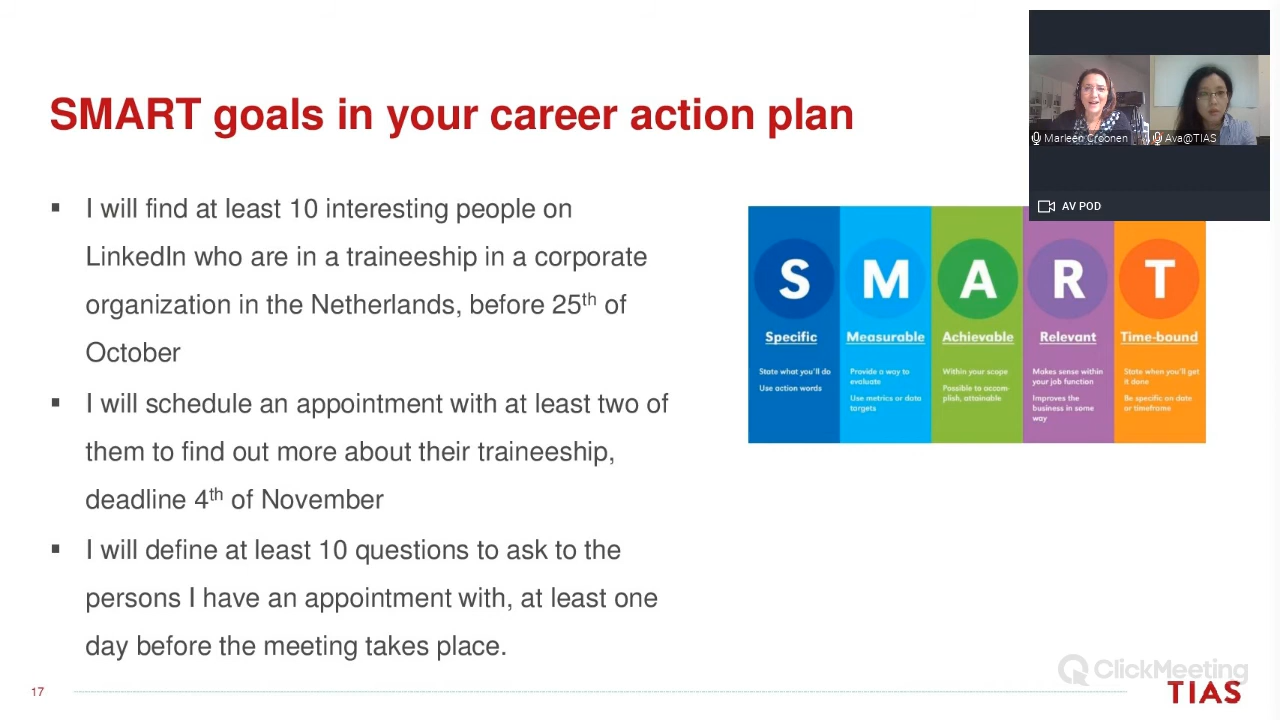 SMART goals in your career action plan
▪ I will find at least 10 interesting people on
LinkedIn who are in a traineeship in a corporate
organization in the Netherlands, before 25th of
October
▪ I will schedule an appointment with at least two of
them to find out more about their traineeship,
deadline 4th of November
▪ I will define at least 10 questions to ask to the
persons I have an appointment with, at least one
day before the meeting takes place.
Marleen Croonen
Ava@TIAS
AV POD
S
Specific
State what you'll do
Use action words
M
Measurable
Provide a way to
evaluate
Use metrics or data
targets
A
Achievable
Within your scope
Possible to accom-
plish, attainable
R
Relevant
Makes sense within
your job function
Improves the
business in some
way
T
Time-bound
State when you'll get
it done
Be specific on date
or timeframe
17
ClickMeeting
TIAS